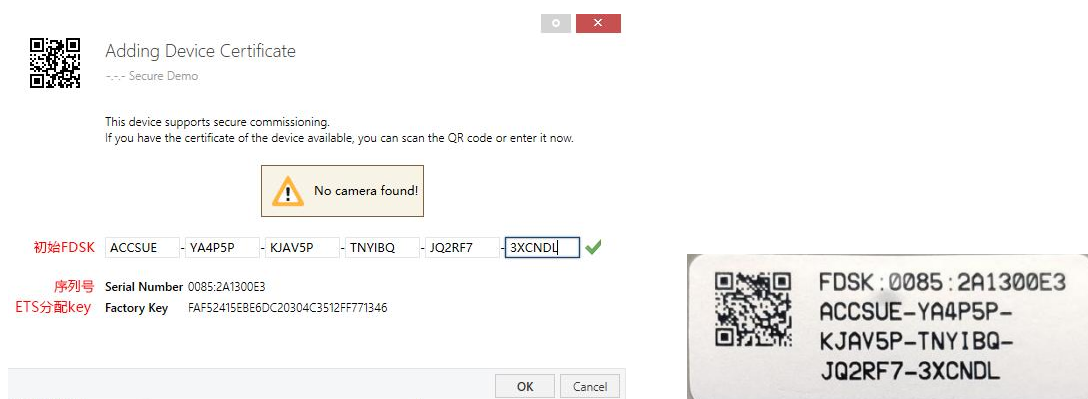 Adding Device Certificate
-.-.- Secure Demo
This device supports secure commissioning.
If you have the certificate of the device available, you can scan the QR code or enter it now.
No camera found!
初始FDSK ACCSUE - YA4P5P - KJAV5P - TNYIBQ - JQ2RF7 - 3XCNDL
序列号 Serial Number 0085:2A1300E3
ETS分配key Factory Key FAF52415EBE6DC20304C3512FF771346
OK Cancel
FDSK:0085:2A1300E3
ACCSUE-YA4P5P-
KJAV5P-TNYIBQ-
JQ2RF7-3XCNDL